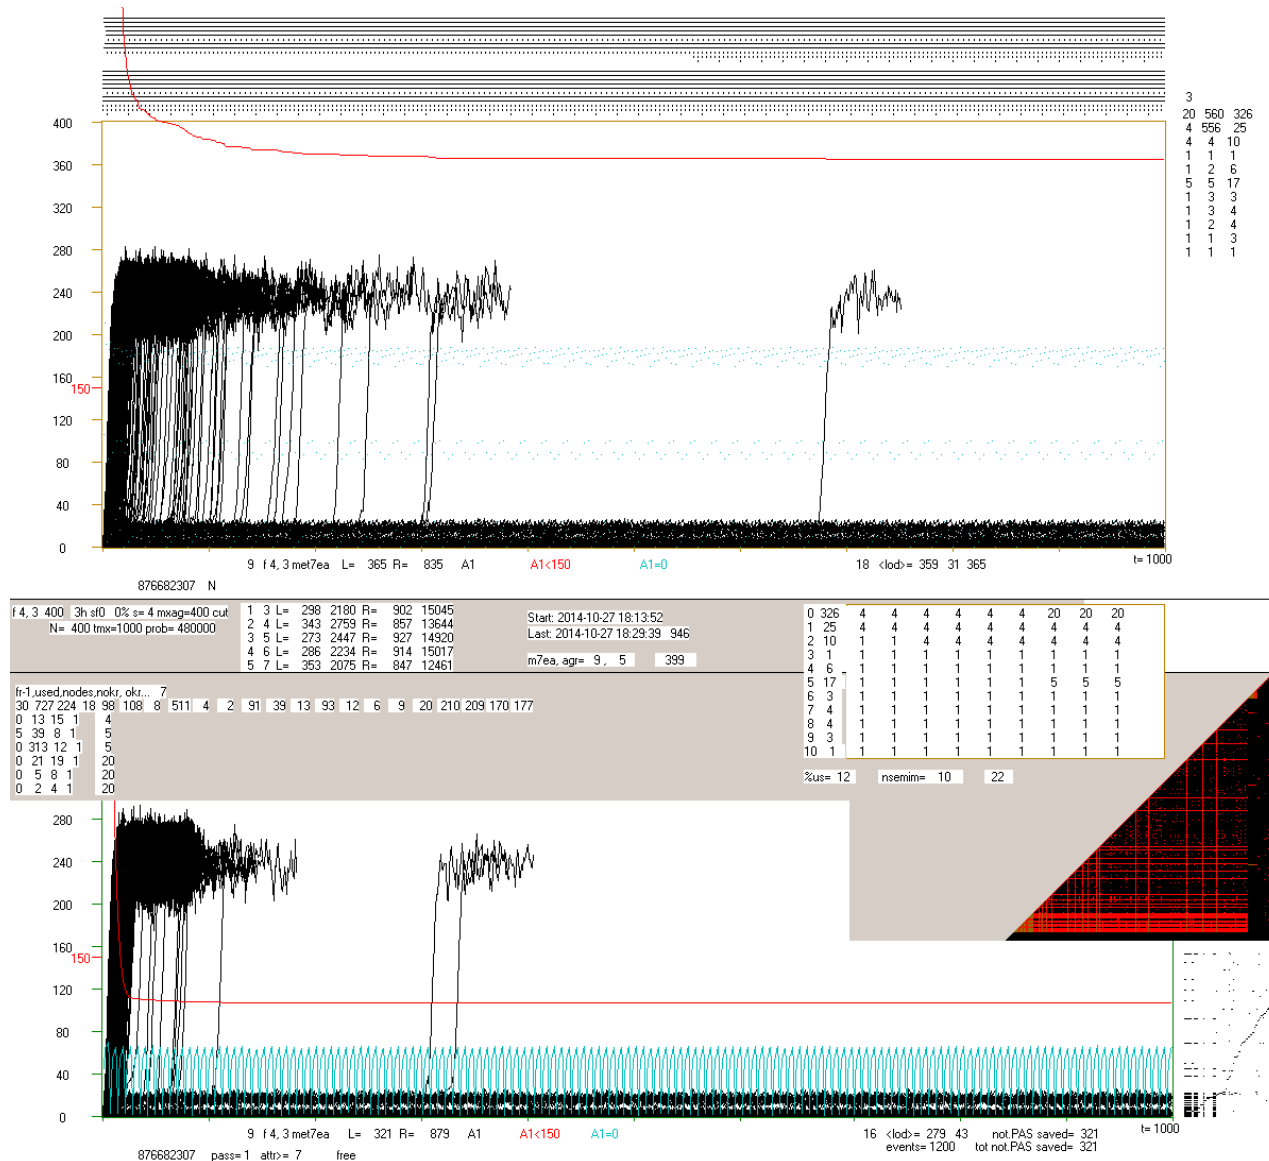 3
20 560 326
4 556 25
4 4 10
1 1 1
1 2 6
5 5 17
1 3 3
1 3 4
1 2 4
1 1 3
1 1 1
400
360
320
280
240
200
160
150
120
80
40
0
9 f 4, 3 met7ea L= 365 R= 835 A1 A1<150 A1=0 18 <lod>= 359 31 365 t= 1000
876682307 N
f 4, 3 400 3h sf0 0% s= 4 mxag=400 cut
N= 400 tmx=1000 prob= 480000
1 3 L= 298 2180 R= 902 15045
2 4 L= 343 2759 R= 857 13644
3 5 L= 273 2447 R= 927 14920
4 6 L= 286 2234 R= 914 15017
5 7 L= 353 2075 R= 847 12461
Start: 2014-10-27 18:13:52
Last: 2014-10-27 18:29:39 946
m7ea, agr= 9 , 5 399
0 326 4 4 4 4 4 4 20 20 20
1 25 4 4 4 4 4 4 4 4 4
2 10 1 1 4 4 4 4 4 4 4
3 1 1 1 1 1 1 1 1 1 1
4 6 1 1 1 1 1 1 1 1 1
5 17 1 1 1 1 1 1 5 5 5
6 3 1 1 1 1 1 1 1 1 1
7 4 1 1 1 1 1 1 1 1 1
8 4 1 1 1 1 1 1 1 1 1
9 3 1 1 1 1 1 1 1 1 1
10 1 1 1 1 1 1 1 1 1 1
%us= 12 nsemim= 10 22
fr-1,used,nodes,nokr, okr... 7
30 727 224 18 98 108 8 511 4 2 91 39 13 93 12 6 9 20 210 209 170 177
0 13 15 1 4
5 39 8 1 5
0 313 12 1 5
0 21 19 1 20
0 5 8 1 20
0 2 4 1 20
280
240
200
160
150
120
80
40
0
9 f 4, 3 met7ea L= 321 R= 879 A1 A1<150 A1=0 16 <lod>= 279 43 not.PAS saved= 321 t= 1000
events= 1200 tot not.PAS saved= 321
876682307 pass= 1 attr>= 7 free